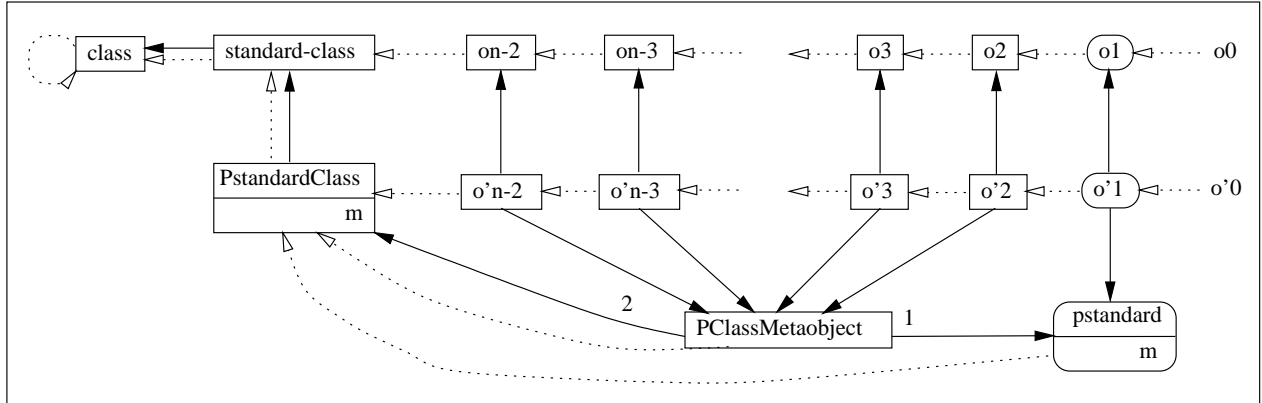 class standard-class on-2 on-3 o3 o2 o1 o0
PstandardClass o'n-2 o'n-3 o'3 o'2 o'1 o'0
m
2 1
PClassMetaobject pstandard
m